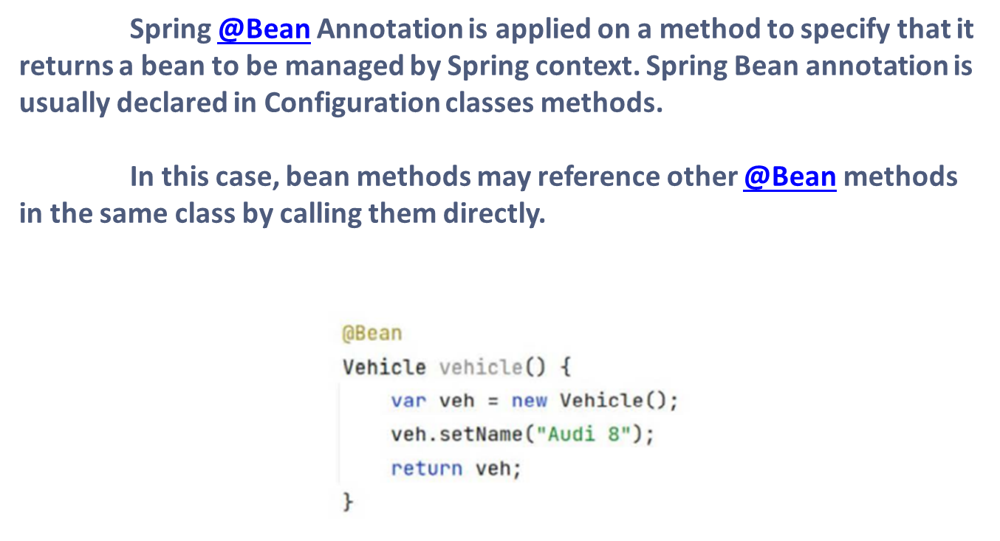 Spring @Bean Annotation is applied on a method to specify that it
returns a bean to be managed by Spring context. Spring Bean annotation is
usually declared in Configuration classes methods.
In this case, bean methods may reference other @Bean methods
in the same class by calling them directly.
@Bean
Vehicle vehicle() {
    var veh = new Vehicle();
    veh.setName("Audi 8");
    return veh;
}